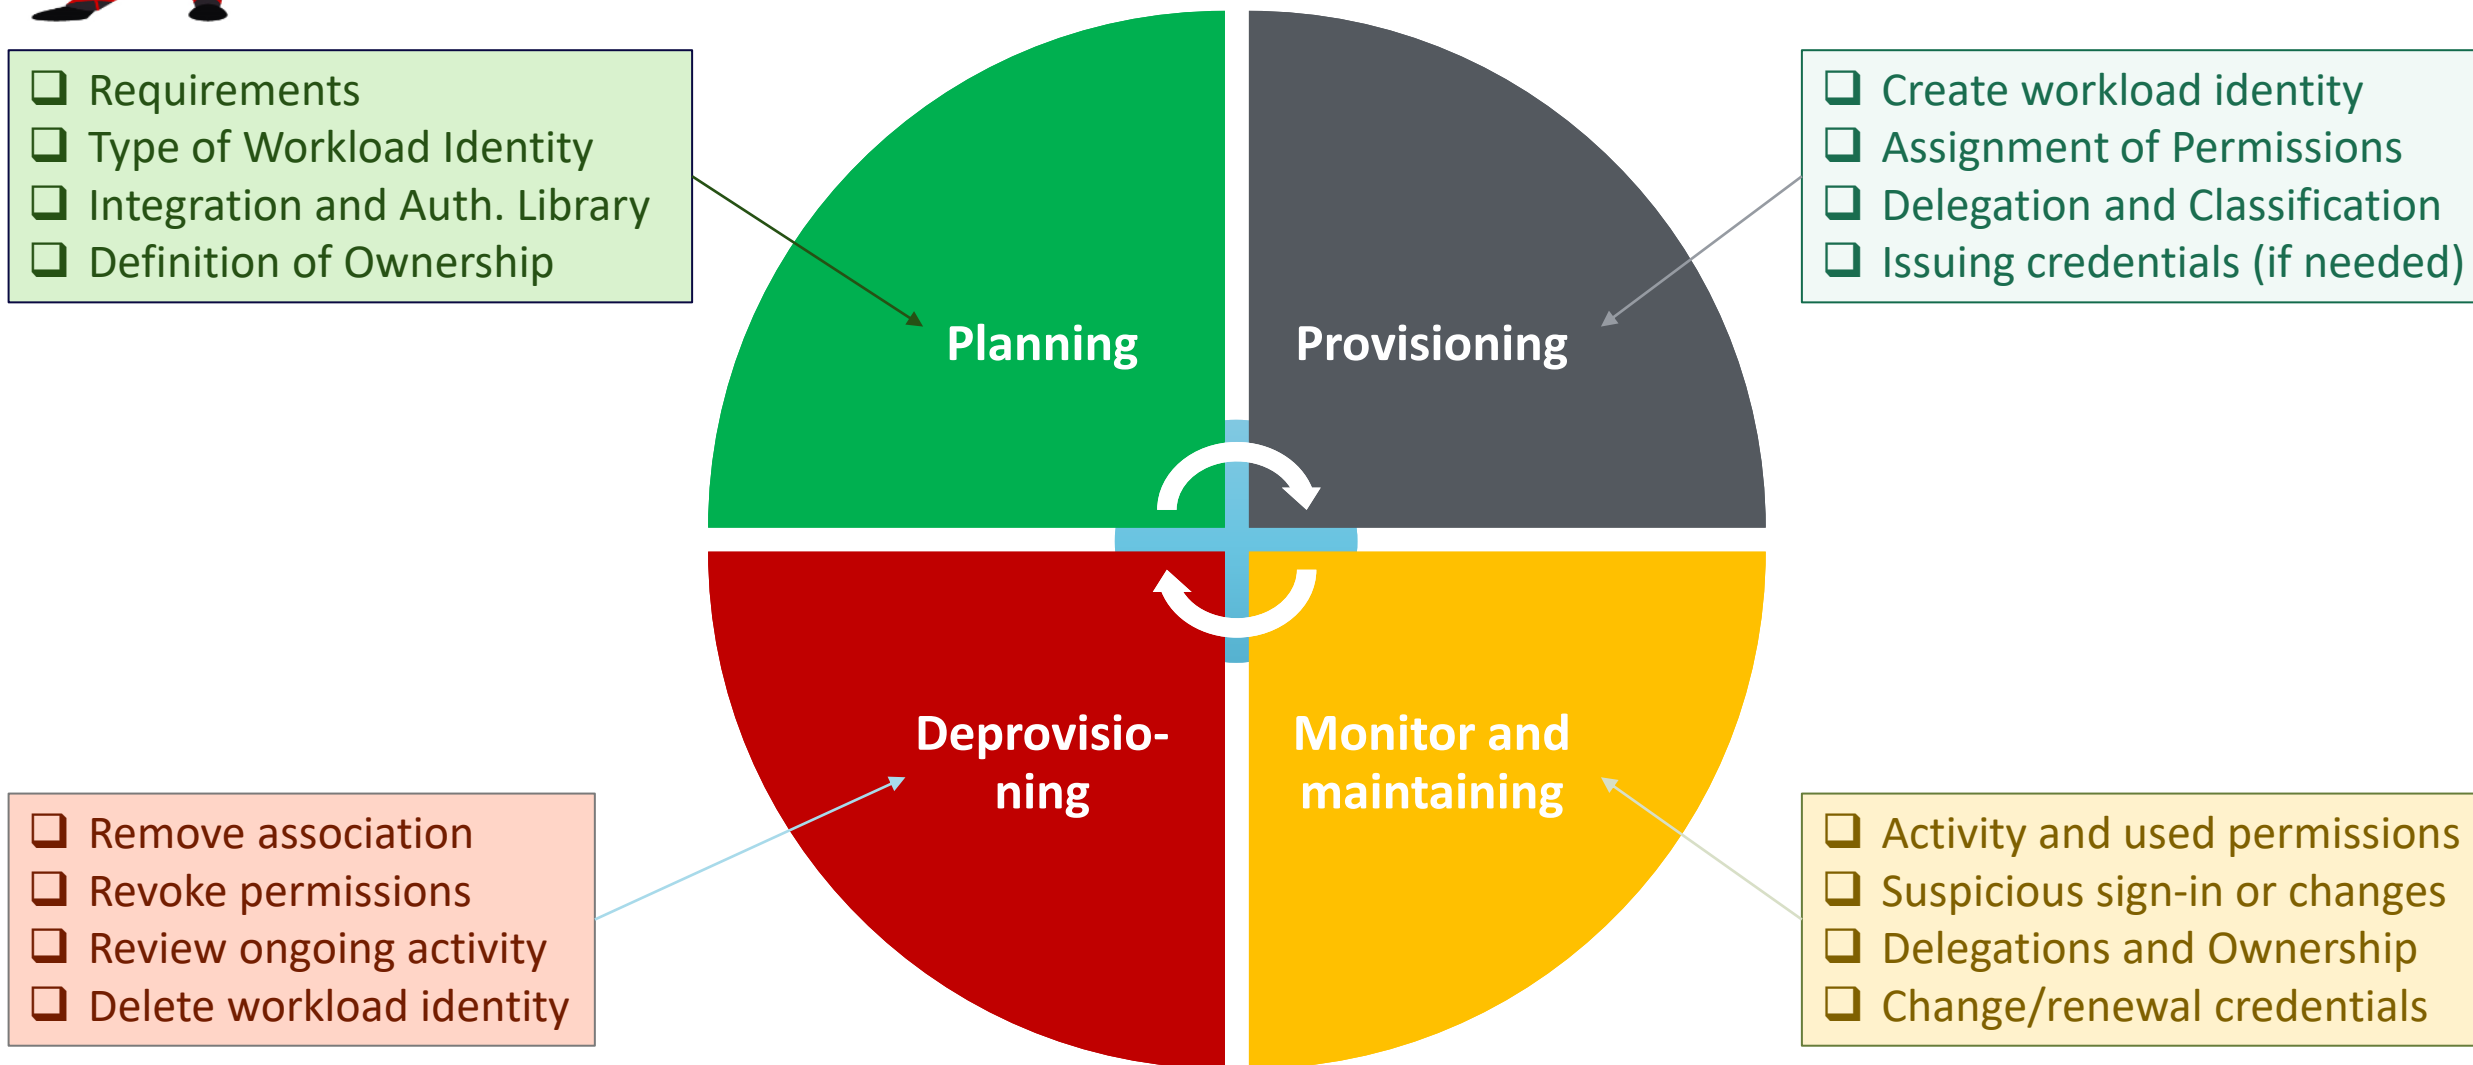 Requirements
Type of Workload Identity
Integration and Auth. Library
Definition of Ownership
Planning
Provisioning
Create workload identity
Assignment of Permissions
Delegation and Classification
Issuing credentials (if needed)
Remove association
Revoke permissions
Review ongoing activity
Delete workload identity
Deprovisio-
ning
Monitor and
maintaining
Activity and used permissions
Suspicious sign-in or changes
Delegations and Ownership
Change/renewal credentials